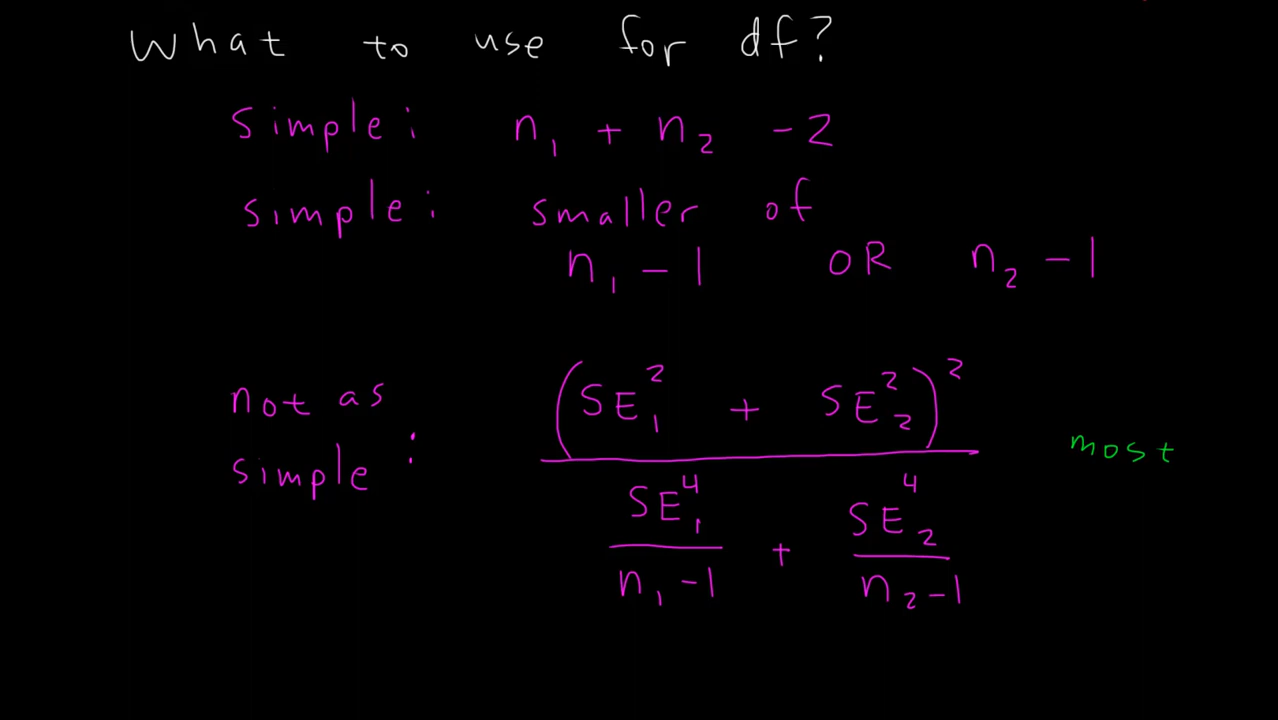 What to use for df?
simple: n₁ + n₂ - 2
simple: smaller of
n₁ - 1 OR n₂ - 1
not as
simple:
(SE₁² + SE₂²)²
most
SE₁⁴ + SE₂⁴
n₁-1 n₂-1